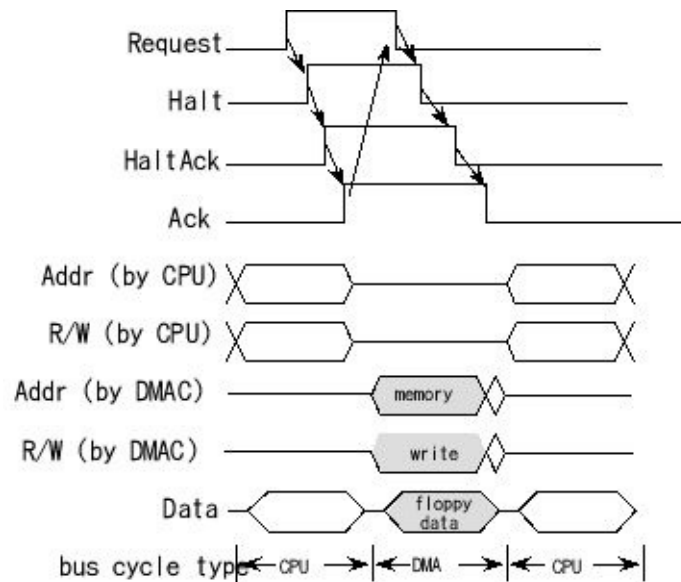 Request
Halt
HaltAck
Ack
Addr (by CPU)
R/W (by CPU)
Addr (by DMAC)
memory
R/W (by DMAC)
write
Data
floppy
data
bus cycle type CPU DMA CPU